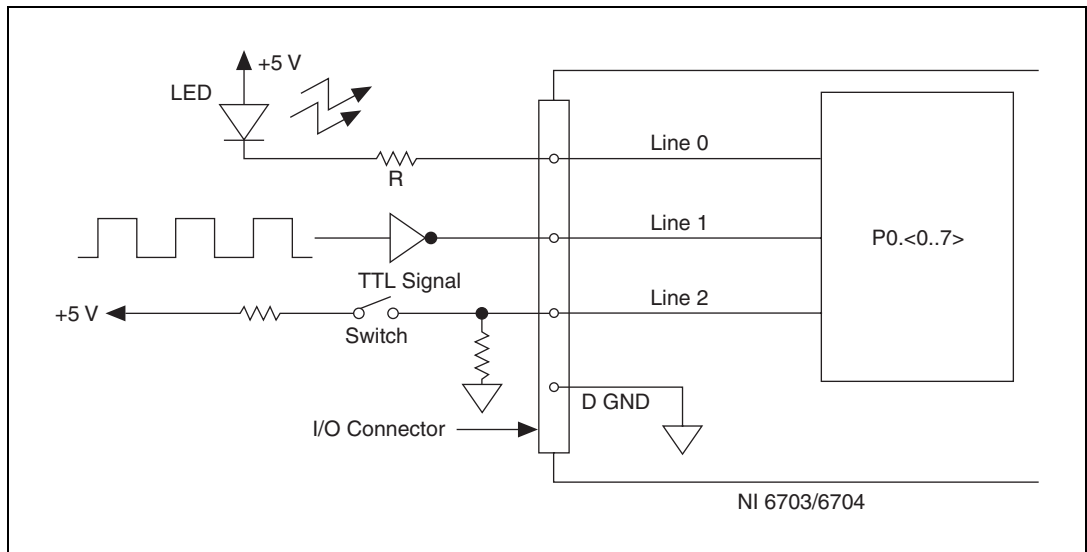 +5 V
LED
Line 0
R
Line 1
P0.<0..7>
TTL Signal
Line 2
+5 V
Switch
D GND
I/O Connector
NI 6703/6704